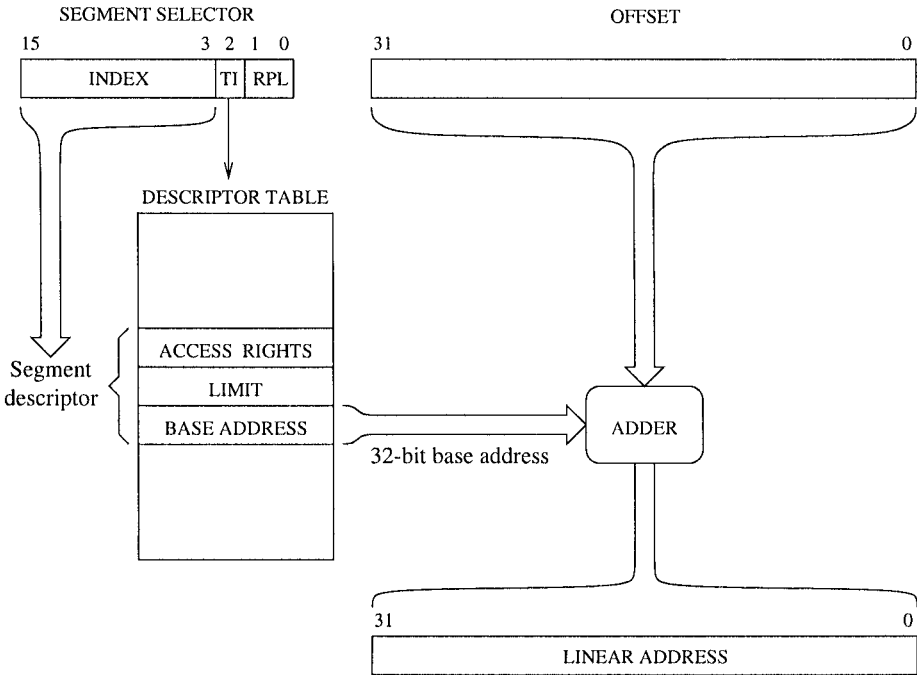 SEGMENT SELECTOR
OFFSET
15 3 2 1 0
31 0
INDEX TI RPL
DESCRIPTOR TABLE
ACCESS RIGHTS
Segment
descriptor
LIMIT
BASE ADDRESS
ADDER
32-bit base address
31 0
LINEAR ADDRESS